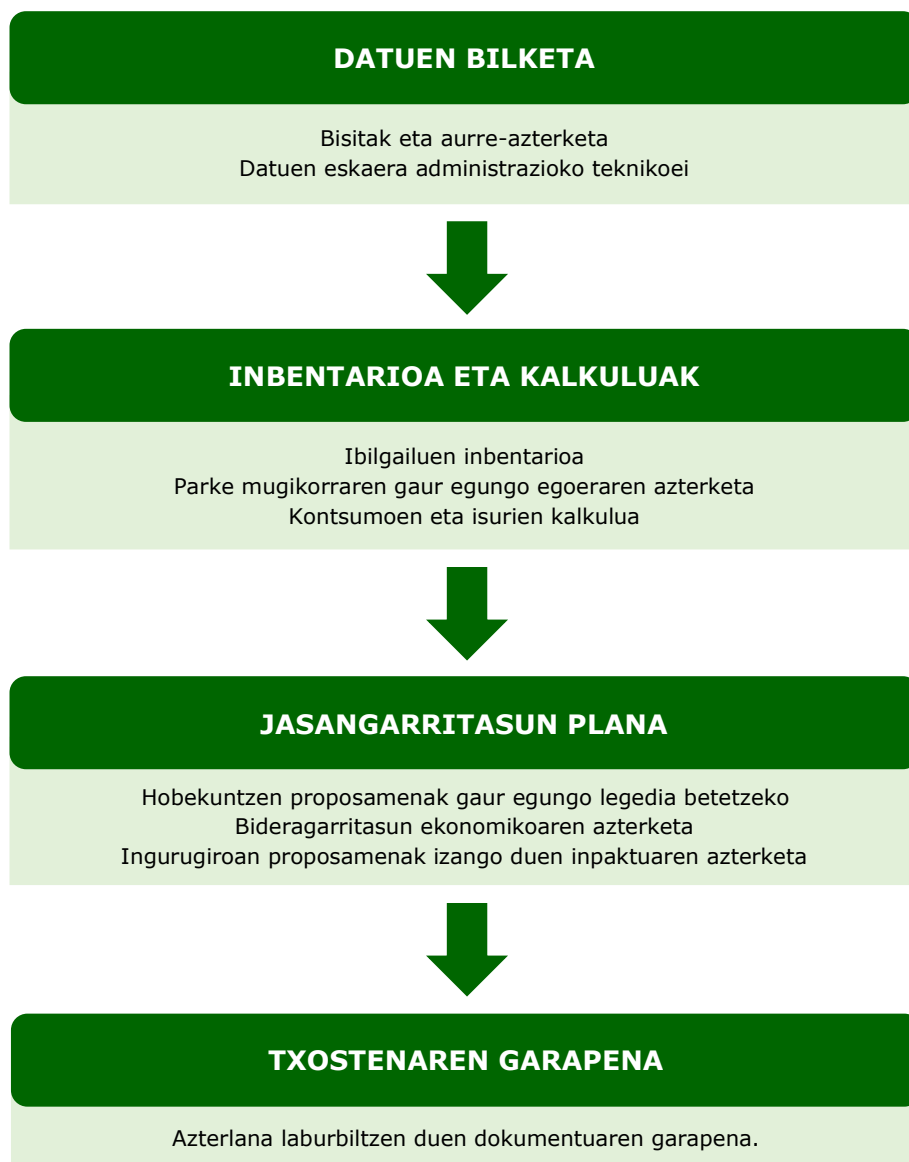 DATUEN BILKETA
Bisitak eta aurre-azterketa
Datuen eskaera administrazioko teknikoei
INBENTARIOA ETA KALKULUAK
Ibilgailuen inbentarioa
Parke mugikorraren gaur egungo egoeraren azterketa
Kontsumoen eta isurien kalkulua
JASANGARRITASUN PLANA
Hobekuntzen proposamenak gaur egungo legedia betetzeko
Bideragarritasun ekonomikoaren azterketa
Ingurugiroan proposamenak izango duen inpaktuaren azterketa
TXOSTENAREN GARAPENA
Azterlana laburbiltzen duen dokumentuaren garapena.